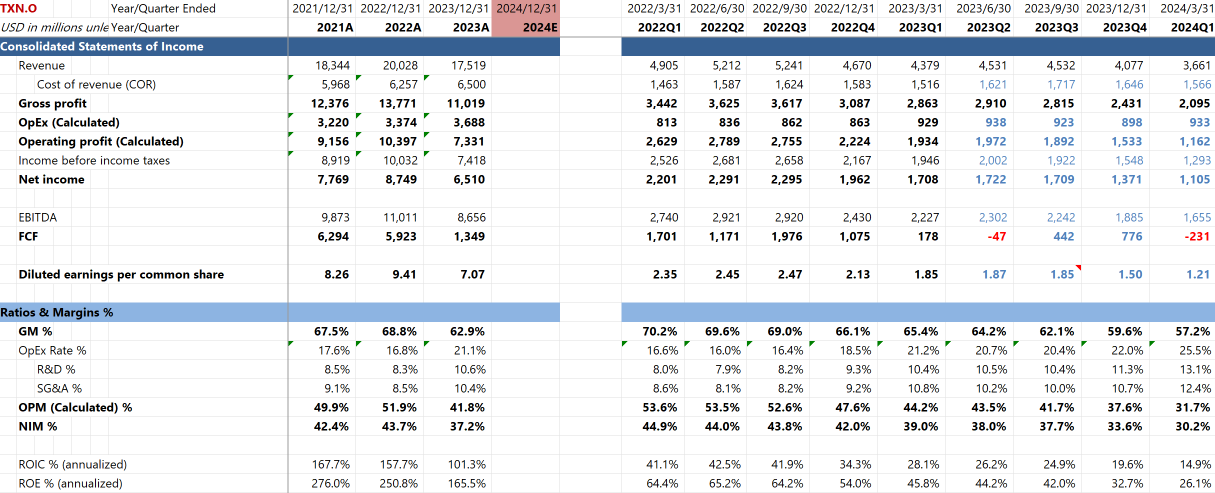 TXN.O Year/Quarter Ended 2021/12/31 2022/12/31 2023/12/31 2024/12/31 2022/3/31 2022/6/30 2022/9/30 2022/12/31 2023/3/31 2023/6/30 2023/9/30 2023/12/31 2024/3/31
USD in millions unle Year/Quarter 2021A 2022A 2023A 2024E 2022Q1 2022Q2 2022Q3 2022Q4 2023Q1 2023Q2 2023Q3 2023Q4 2024Q1
Consolidated Statements of Income
Revenue 18,344 20,028 17,519 4,905 5,212 5,241 4,670 4,379 4,531 4,532 4,077 3,661
Cost of revenue (COR) 5,968 6,257 6,500 1,463 1,587 1,624 1,583 1,516 1,621 1,717 1,646 1,566
Gross profit 12,376 13,771 11,019 3,442 3,625 3,617 3,087 2,863 2,910 2,815 2,431 2,095
OpEx (Calculated) 3,220 3,374 3,688 813 836 862 863 929 938 923 898 933
Operating profit (Calculated) 9,156 10,397 7,331 2,629 2,789 2,755 2,224 1,934 1,972 1,892 1,533 1,162
Income before income taxes 8,919 10,032 7,418 2,526 2,681 2,658 2,167 1,946 2,002 1,922 1,548 1,293
Net income 7,769 8,749 6,510 2,201 2,291 2,295 1,962 1,708 1,722 1,709 1,371 1,105
EBITDA 9,873 11,011 8,656 2,740 2,921 2,920 2,430 2,227 2,302 2,242 1,885 1,655
FCF 6,294 5,923 1,349 1,701 1,171 1,976 1,075 178 -47 442 776 -231
Diluted earnings per common share 8.26 9.41 7.07 2.35 2.45 2.47 2.13 1.85 1.87 1.85 1.50 1.21
Ratios & Margins %
GM % 67.5% 68.8% 62.9% 70.2% 69.6% 69.0% 66.1% 65.4% 64.2% 62.1% 59.6% 57.2%
OpEx Rate % 17.6% 16.8% 21.1% 16.6% 16.0% 16.4% 18.5% 21.2% 20.7% 20.4% 22.0% 25.5%
R&D % 8.5% 8.3% 10.6% 8.0% 7.9% 8.2% 9.3% 10.4% 10.5% 10.4% 11.3% 13.1%
SG&A % 9.1% 8.5% 10.4% 8.6% 8.1% 8.2% 9.2% 10.8% 10.2% 10.0% 10.7% 12.4%
OPM (Calculated) % 49.9% 51.9% 41.8% 53.6% 53.5% 52.6% 47.6% 44.2% 43.5% 41.7% 37.6% 31.7%
NIM % 42.4% 43.7% 37.2% 44.9% 44.0% 43.8% 42.0% 39.0% 38.0% 37.7% 33.6% 30.2%
ROIC % (annualized) 167.7% 157.7% 101.3% 41.1% 42.5% 41.9% 34.3% 28.1% 26.2% 24.9% 19.6% 14.9%
ROE % (annualized) 276.0% 250.8% 165.5% 64.4% 65.2% 64.2% 54.0% 45.8% 44.2% 42.0% 32.7% 26.1%